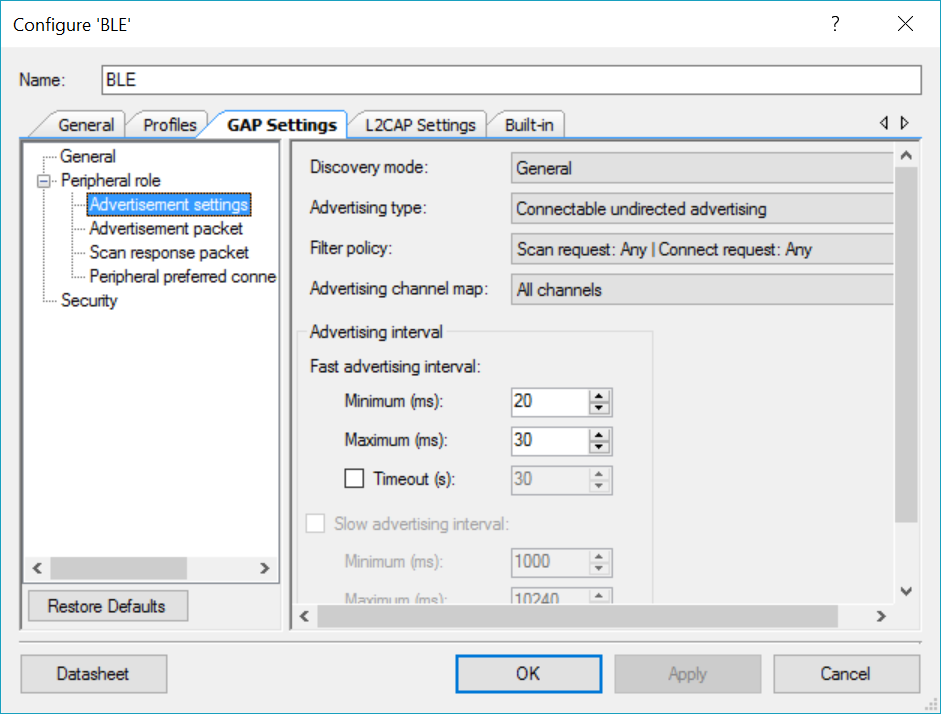 Configure 'BLE'
?
Name: BLE
General Profiles GAP Settings L2CAP Settings Built-in
General
Peripheral role
Advertisement settings
Advertisement packet
Scan response packet
Peripheral preferred conne
Security
Restore Defaults
Discovery mode: General
Advertising type: Connectable undirected advertising
Filter policy: Scan request: Any | Connect request: Any
Advertising channel map: All channels
Advertising interval
Fast advertising interval:
Minimum (ms): 20
Maximum (ms): 30
Timeout (s): 30
Slow advertising interval:
Minimum (ms): 1000
Maximum (ms): 10240
Datasheet OK Apply Cancel